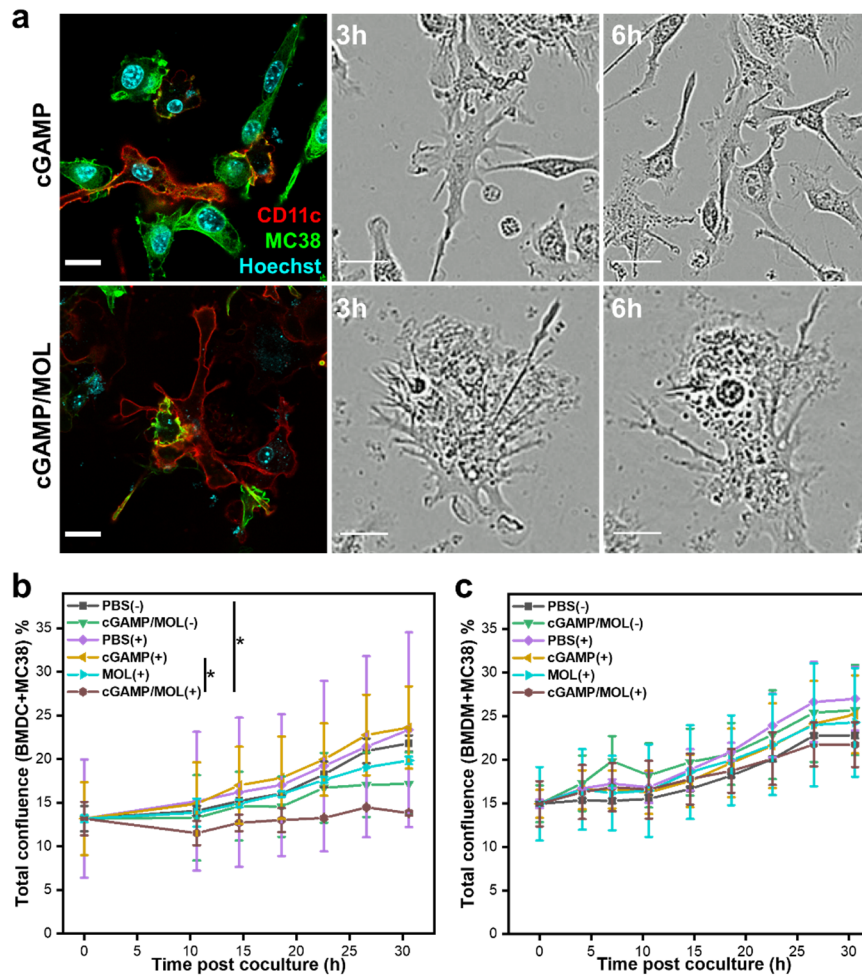 a
cGAMP
CD11c
MC38
Hoechst
3h
6h
cGAMP/MOL
3h
6h
b
Total confluence (BMDC+MC38) %
35
30
25
20
15
10
5
0
PBS(-)
cGAMP/MOL(-)
PBS(+)
cGAMP(+)
MOL(+)
cGAMP/MOL(+)
*
*
0
5
10
15
20
25
30
Time post coculture (h)
c
Total confluence (BMDM+MC38) %
35
30
25
20
15
10
5
0
PBS(-)
cGAMP/MOL(-)
PBS(+)
cGAMP(+)
MOL(+)
cGAMP/MOL(+)
0
5
10
15
20
25
30
Time post coculture (h)